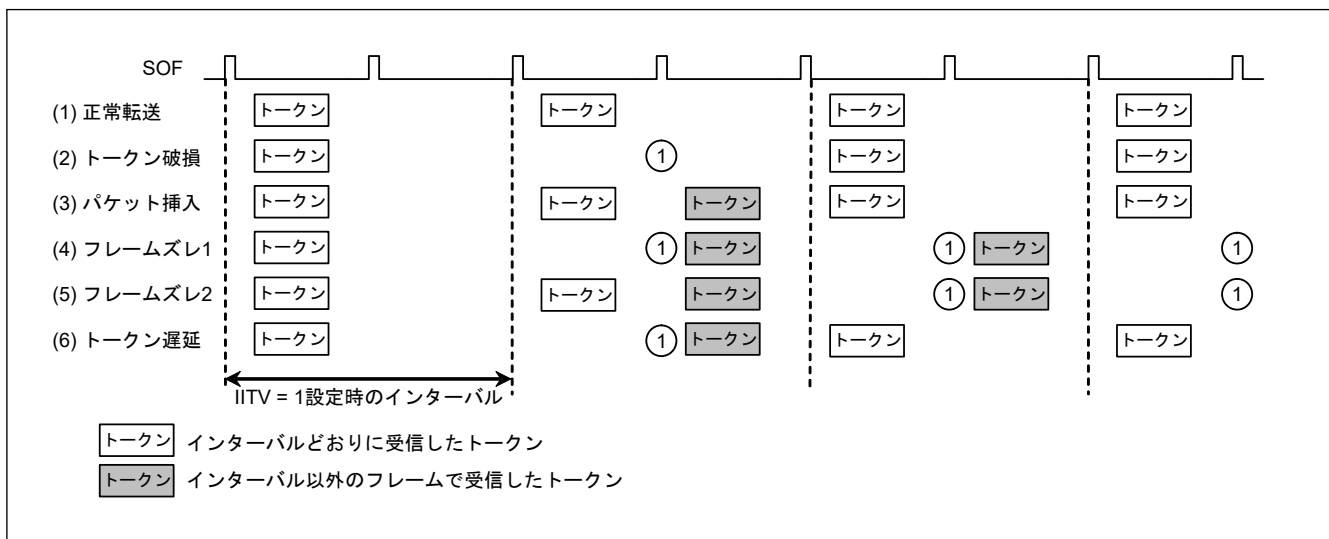 SOF
(1) 正常転送 トークン トークン トークン トークン
(2) トークン破損 トークン 1 トークン トークン
(3) パケット挿入 トークン トークン トークン トークン トークン
(4) フレームズレ1 トークン 1 トークン 1 トークン 1
(5) フレームズレ2 トークン トークン トークン 1 トークン 1
(6) トークン遅延 トークン 1 トークン トークン トークン
IITV = 1設定時のインターバル
トークン インターバルどおりに受信したトークン
トークン インターバル以外のフレームで受信したトークン